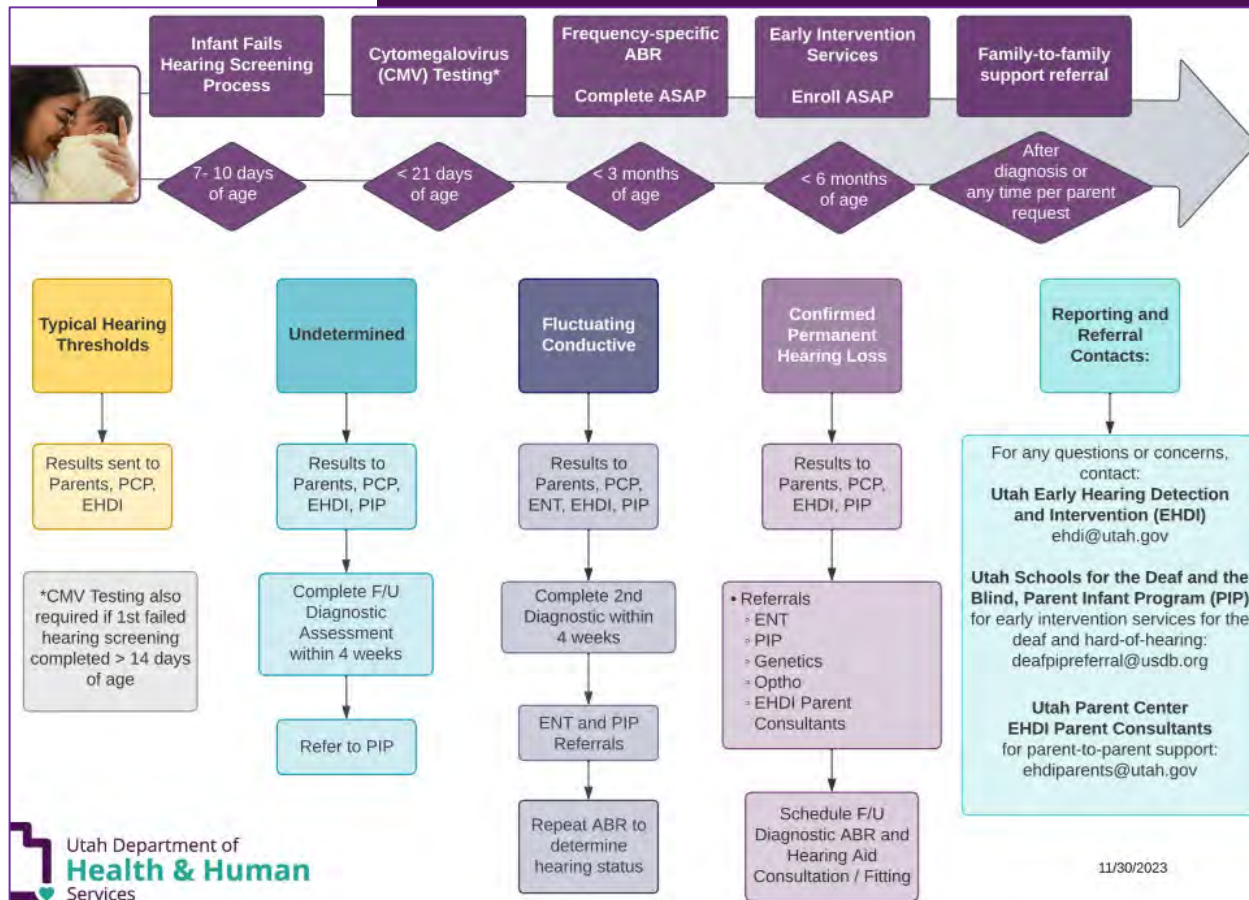 Infant Fails
Hearing Screening
Process
Cytomegalovirus
(CMV) Testing*
Frequency-specific
ABR
Complete ASAP
Early Intervention
Services
Enroll ASAP
Family-to-family
support referral
7- 10 days
of age
< 21 days
of age
< 3 months
of age
< 6 months
of age
After
diagnosis or
any time per parent
request
Typical Hearing
Thresholds
Results sent to
Parents, PCP,
EHDI
*CMV Testing also
required if 1st failed
hearing screening
completed > 14 days
of age
Undetermined
Results to
Parents, PCP,
EHDI, PIP
Complete F/U
Diagnostic
Assessment
within 4 weeks
Refer to PIP
Fluctuating
Conductive
Results to
Parents, PCP,
ENT, EHDI, PIP
Complete 2nd
Diagnostic within
4 weeks
ENT and PIP
Referrals
Repeat ABR to
determine
hearing status
Confirmed
Permanent
Hearing Loss
Results to
Parents, PCP,
EHDI, PIP
• Referrals
◦ ENT
◦ PIP
◦ Genetics
◦ Optho
◦ EHDI Parent
Consultants
Schedule F/U
Diagnostic ABR and
Hearing Aid
Consultation / Fitting
Reporting and
Referral
Contacts:
For any questions or concerns,
contact:
Utah Early Hearing Detection
and Intervention (EHDI)
ehdi@utah.gov
Utah Schools for the Deaf and the
Blind, Parent Infant Program (PIP)
for early intervention services for the
deaf and hard-of-hearing:
deafpipreferral@usdb.org
Utah Parent Center
EHDI Parent Consultants
for parent-to-parent support:
ehdiparents@utah.gov
Utah Department of
Health & Human
Services
11/30/2023